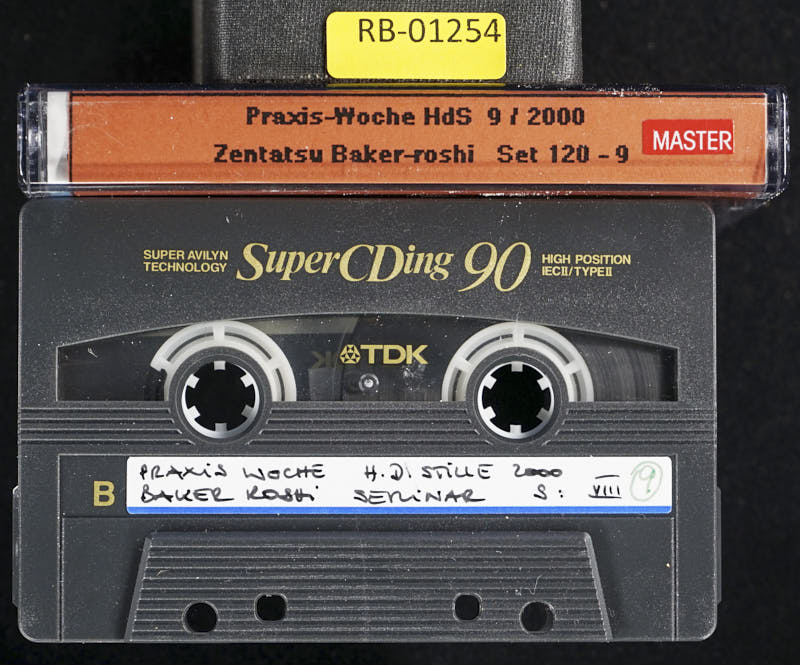 RB-01254
Praxis-Woche HdS 9 / 2000
Zentatsu Baker-roshi Set 120 - 9
MASTER
SUPER AVILYN
TECHNOLOGY
SuperCDing 90
HIGH POSITION
IECII/TYPEII
TDK
B
PRAXIS WOCHE H. D. STILLE 2000
BAKER ROSHI SEMINAR S: VIII 9